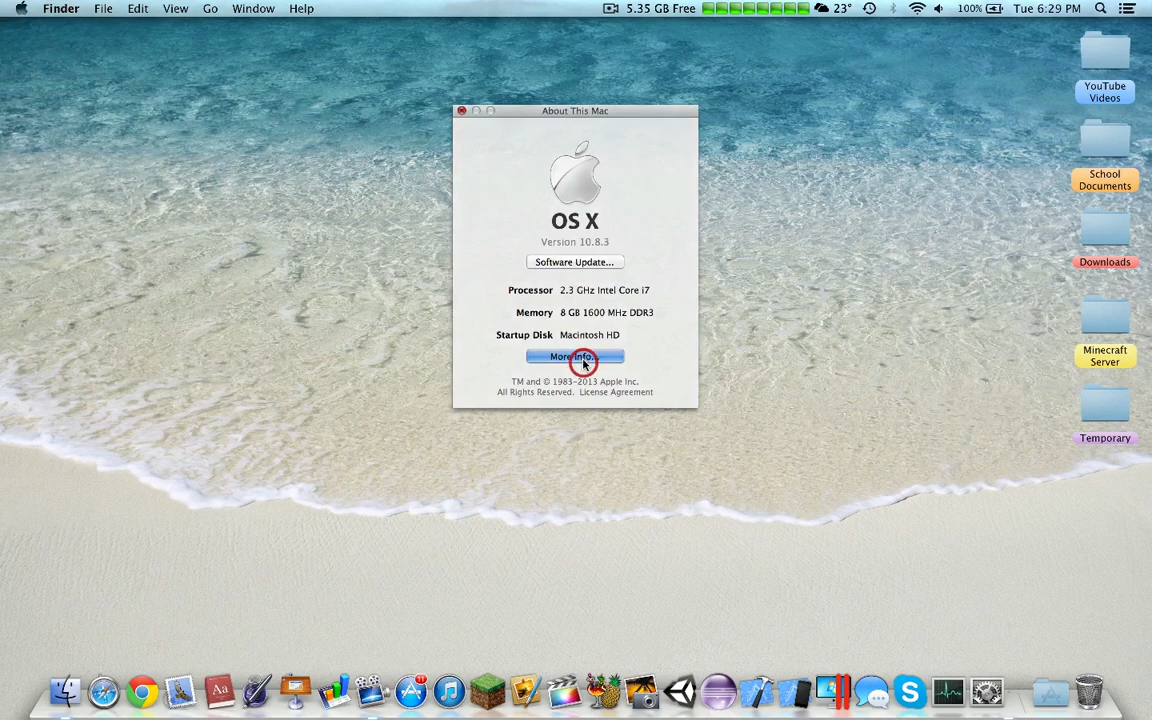 Finder File Edit View Go Window Help 5.35 GB Free 23° 100% Tue 6:29 PM
YouTube
Videos
School
Documents
Downloads
Minecraft
Server
Temporary
About This Mac
OS X
Version 10.8.3
Software Update...
Processor 2.3 GHz Intel Core i7
Memory 8 GB 1600 MHz DDR3
Startup Disk Macintosh HD
More Info...
TM and © 1983-2013 Apple Inc.
All Rights Reserved. License Agreement
Aa
11
S